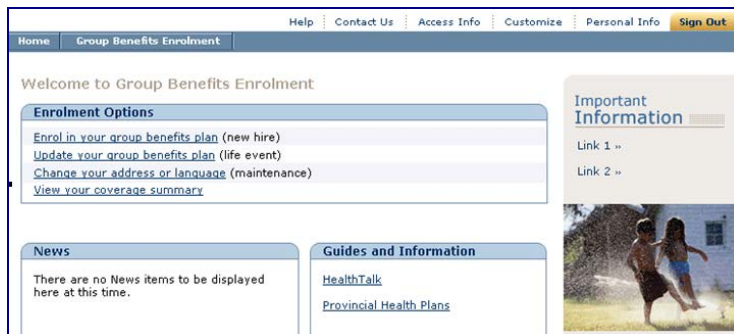 Help Contact Us Access Info Customize Personal Info Sign Out
Home Group Benefits Enrolment
Welcome to Group Benefits Enrolment
Enrolment Options
Enrol in your group benefits plan (new hire)
Update your group benefits plan (life event)
Change your address or language (maintenance)
View your coverage summary
Important
Information
Link 1 »
Link 2 »
News
There are no News items to be displayed
here at this time.
Guides and Information
HealthTalk
Provincial Health Plans